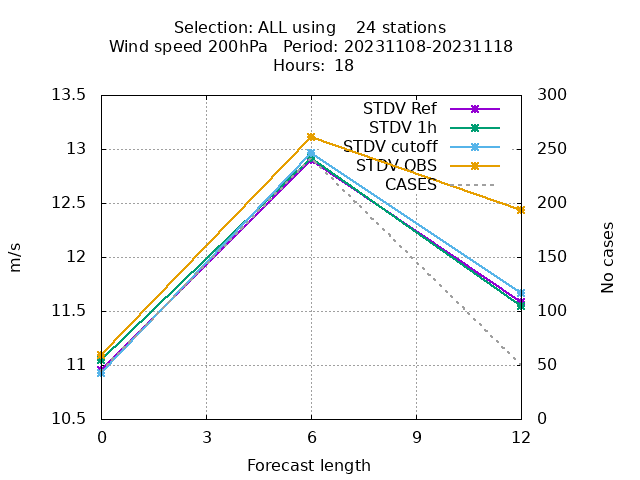 Selection: ALL using    24 stations
Wind speed 200hPa   Period: 20231108-20231118
Hours: 18
13.5
13
12.5
12
11.5
11
10.5
300
250
200
150
100
50
0
STDV Ref
STDV 1h
STDV cutoff
STDV OBS
CASES
m/s
No cases
0
3
6
9
12
Forecast length